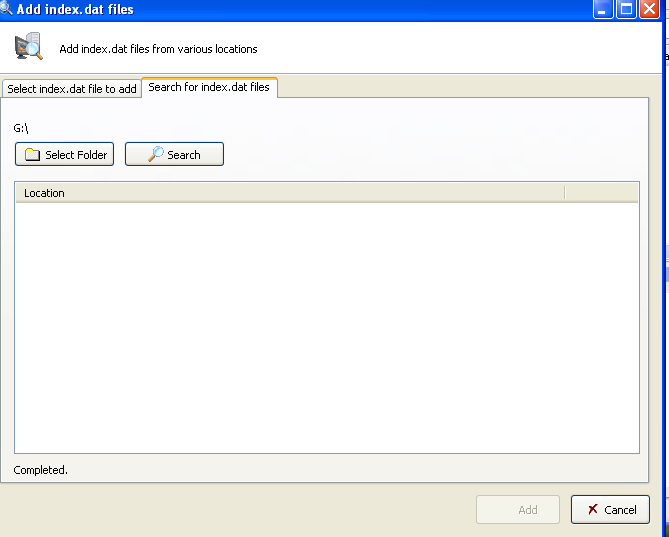 Add index.dat files
Add index.dat files from various locations
Select index.dat file to add
Search for index.dat files
G:\
Select Folder
Search
Location
Completed.
Add
Cancel